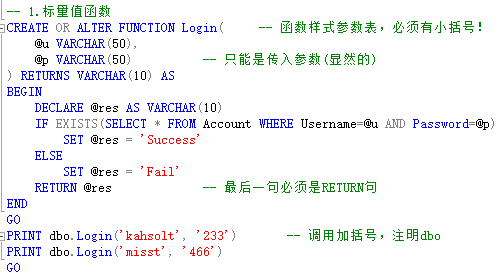 -- 1.标量值函数
CREATE OR ALTER FUNCTION Login(    -- 函数样式参数表，必须有小括号！
    @u VARCHAR(50),
    @p VARCHAR(50)    -- 只能是传入参数(显然的)
) RETURNS VARCHAR(10) AS
BEGIN
    DECLARE @res AS VARCHAR(10)
    IF EXISTS(SELECT * FROM Account WHERE Username=@u AND Password=@p)
        SET @res = 'Success'
    ELSE
        SET @res = 'Fail'
    RETURN @res    -- 最后一句必须是RETURN句
END
GO
PRINT dbo.Login('kahsolt', '233')    -- 调用加括号，注明dbo
PRINT dbo.Login('misst', '466')
GO